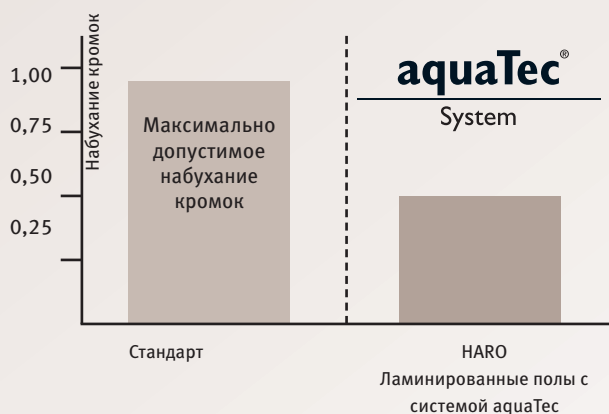 Набухание кромок
1,00
0,75
0,50
0,25
Максимально
допустимое
набухание
кромок
aquaTec®
System
Стандарт
HARO
Ламинированные полы с
системой aquaTec